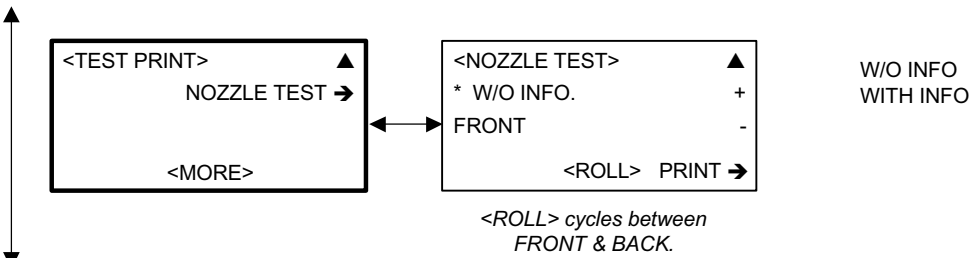 <TEST PRINT> ▲
NOZZLE TEST ➔
<MORE>
<NOZZLE TEST> ▲
* W/O INFO. +
FRONT -
<ROLL> PRINT ➔
<ROLL> cycles between
FRONT & BACK.
W/O INFO
WITH INFO